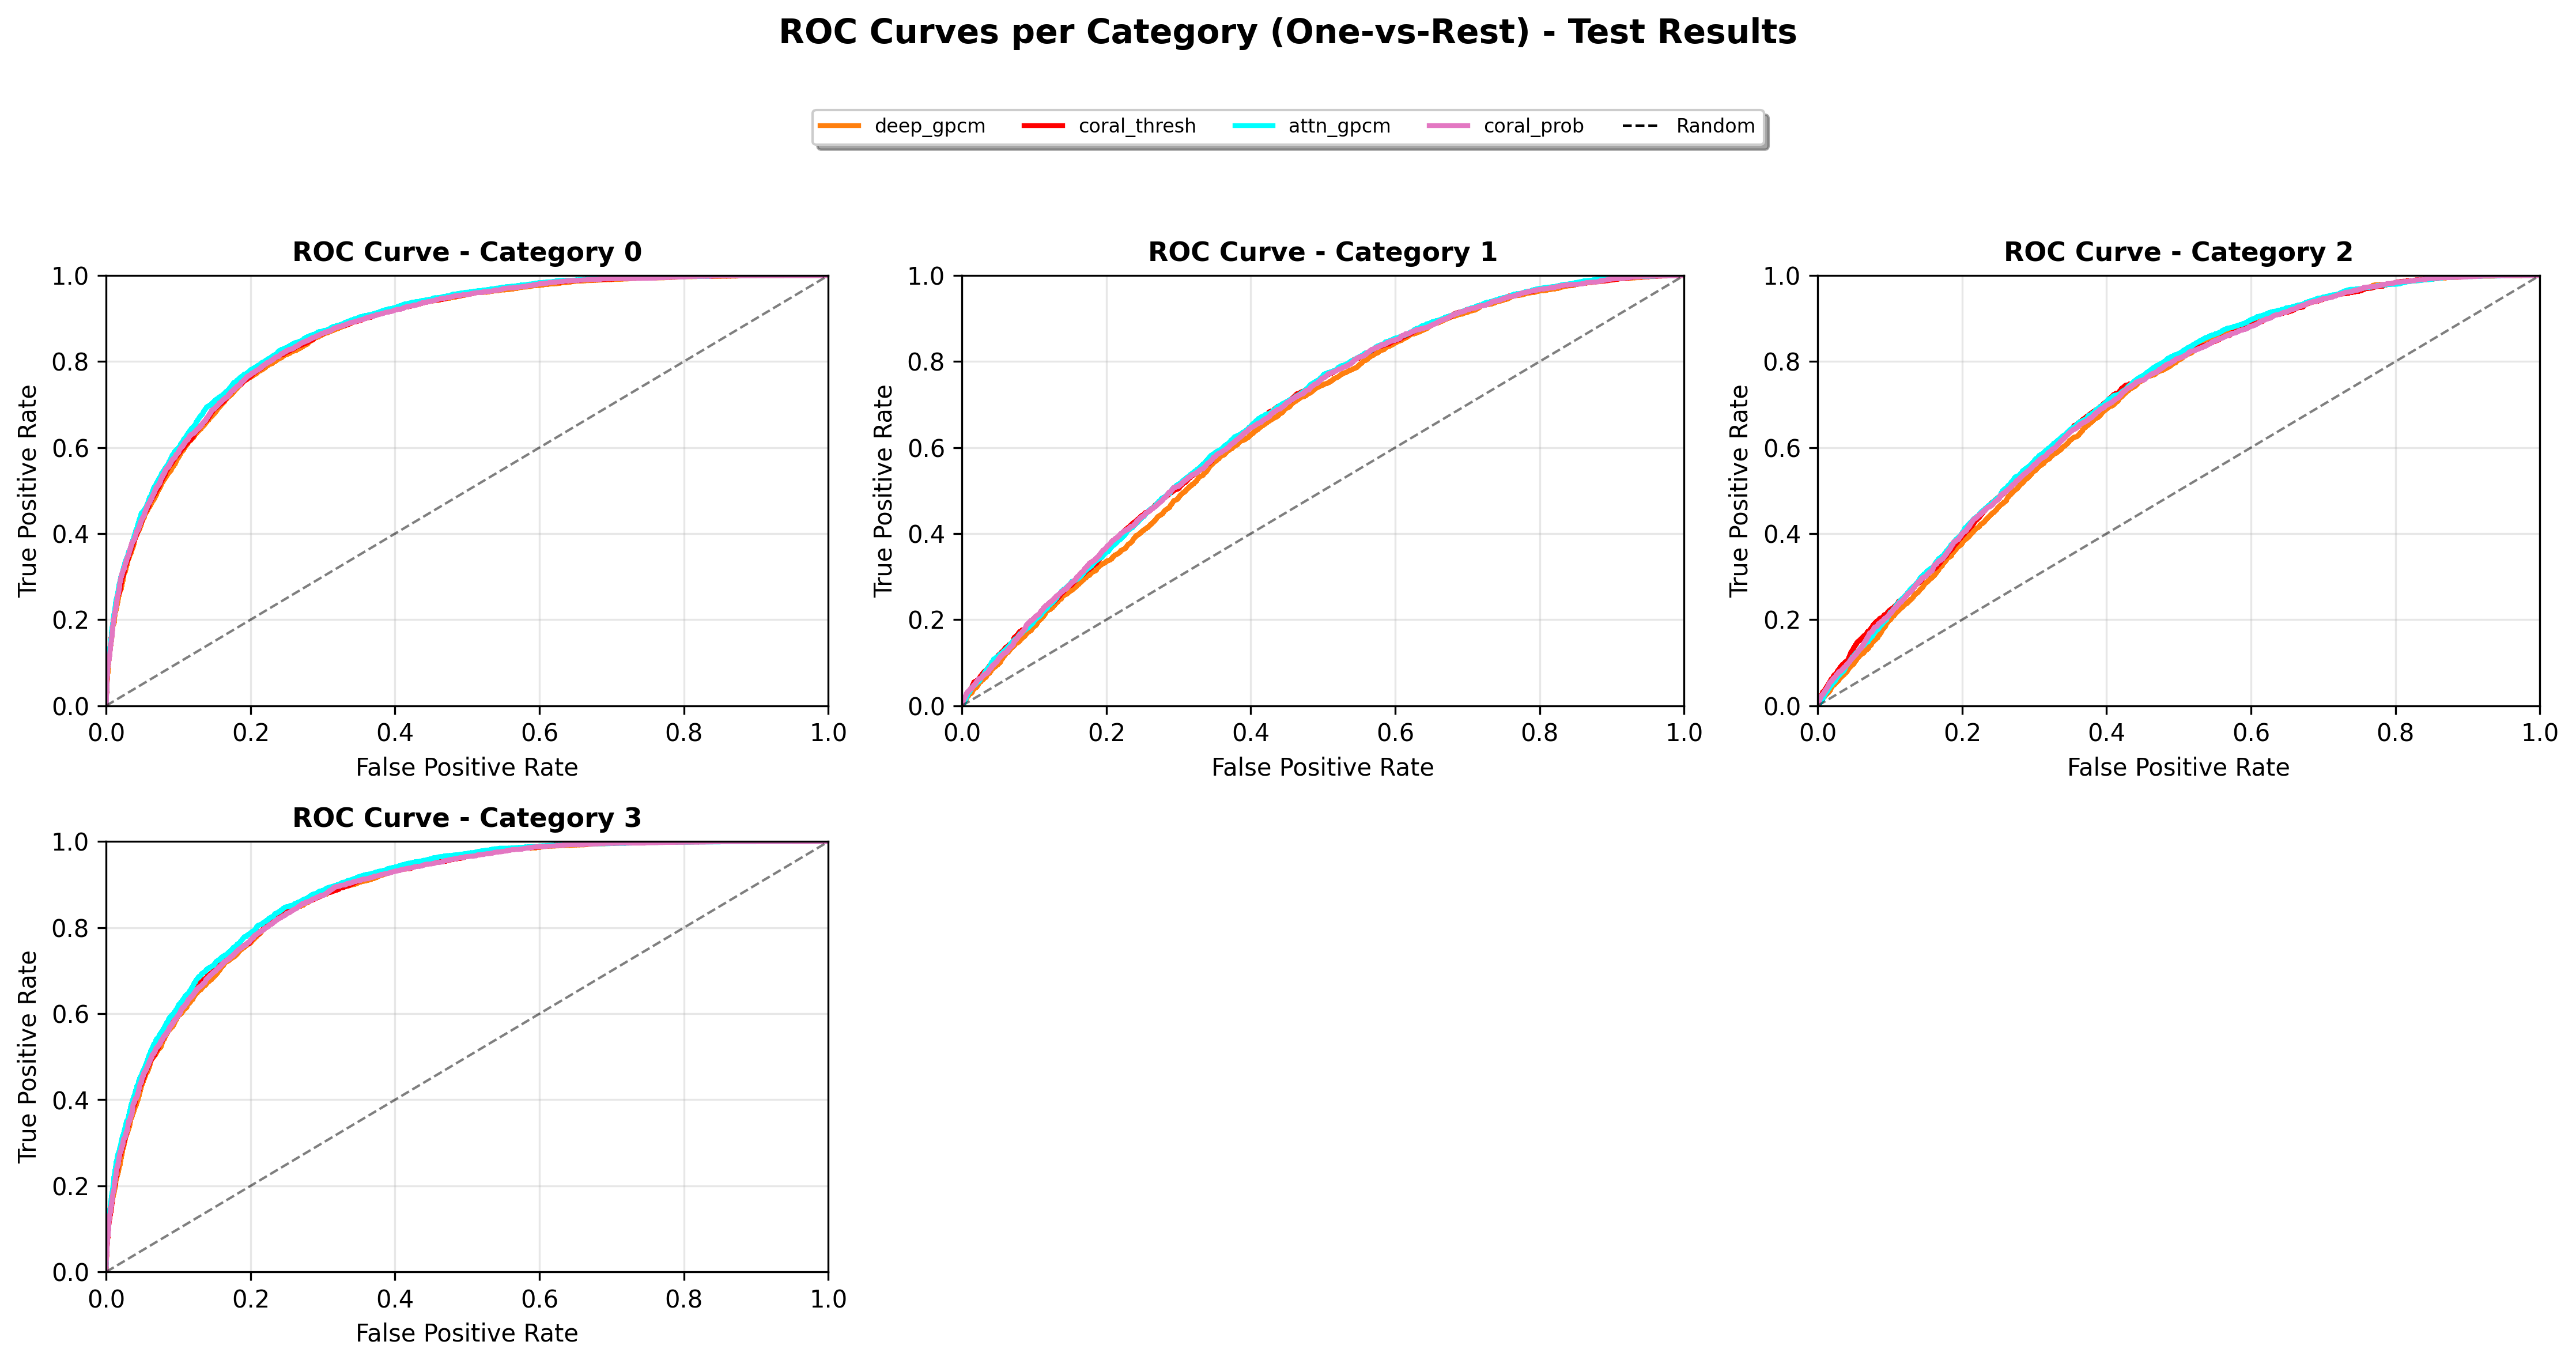 ROC Curves per Category (One-vs-Rest) - Test Results
deep_gpcm coral_thresh attn_gpcm coral_prob Random
ROC Curve - Category 0
1.0
0.8
0.6
0.4
0.2
0.0
True Positive Rate
0.0 0.2 0.4 0.6 0.8 1.0
False Positive Rate
ROC Curve - Category 1
1.0
0.8
0.6
0.4
0.2
0.0
True Positive Rate
0.0 0.2 0.4 0.6 0.8 1.0
False Positive Rate
ROC Curve - Category 2
1.0
0.8
0.6
0.4
0.2
0.0
True Positive Rate
0.0 0.2 0.4 0.6 0.8 1.0
False Positive Rate
ROC Curve - Category 3
1.0
0.8
0.6
0.4
0.2
0.0
True Positive Rate
0.0 0.2 0.4 0.6 0.8 1.0
False Positive Rate